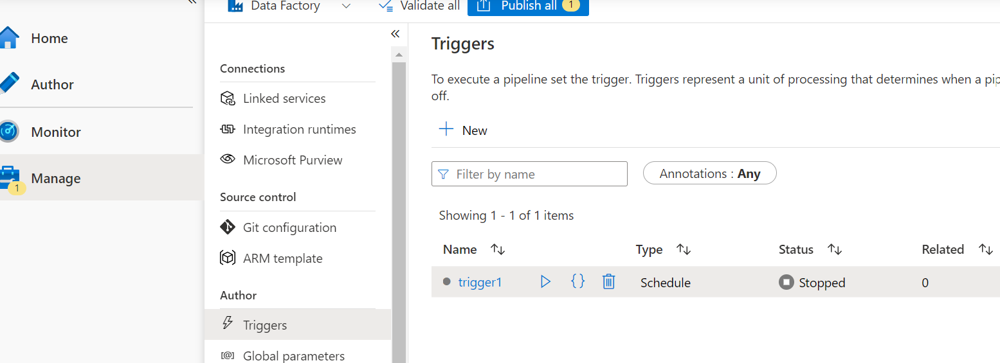 Data Factory
Validate all
Publish all 1
Home
Author
Monitor
Manage
1
Connections
Linked services
Integration runtimes
Microsoft Purview
Source control
Git configuration
ARM template
Author
Triggers
Global parameters
Triggers
To execute a pipeline set the trigger. Triggers represent a unit of processing that determines when a pip
off.
New
Filter by name
Annotations : Any
Showing 1 - 1 of 1 items
Name Type Status Related
trigger1 {} Schedule Stopped 0